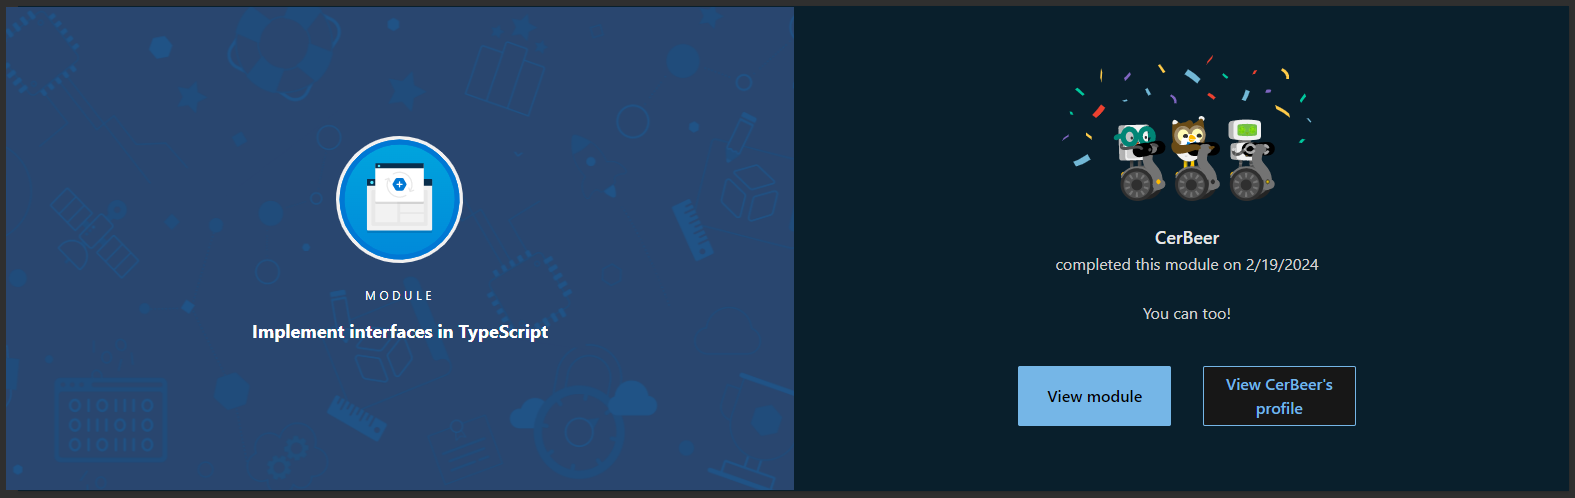 MODULE
Implement interfaces in TypeScript
CerBeer
completed this module on 2/19/2024
You can too!
View module
View CerBeer's
profile